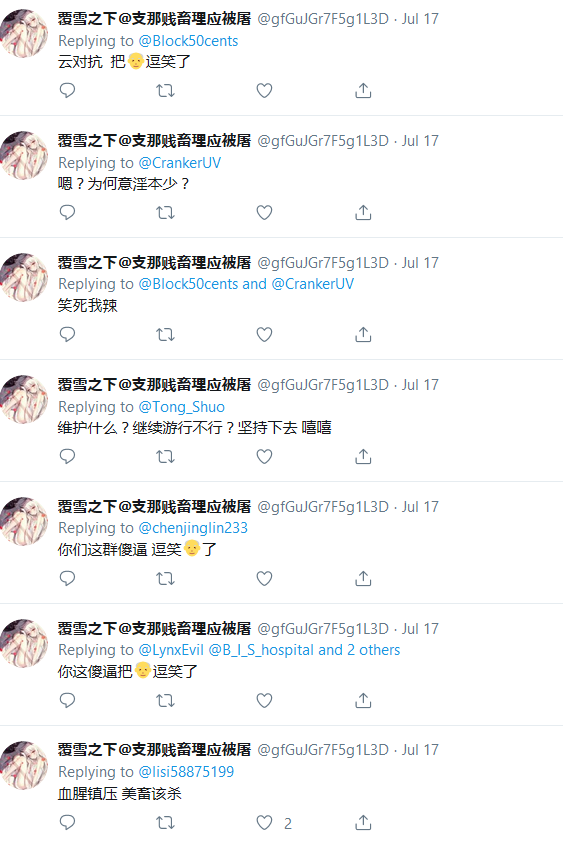 覆雪之下@支那贱畜理应被屠 @gfGuJGr7F5g1L3D · Jul 17
Replying to @Block50cents
云对抗 把👴逗笑了
覆雪之下@支那贱畜理应被屠 @gfGuJGr7F5g1L3D · Jul 17
Replying to @CrankerUV
嗯？为何意淫本少？
覆雪之下@支那贱畜理应被屠 @gfGuJGr7F5g1L3D · Jul 17
Replying to @Block50cents and @CrankerUV
笑死我辣
覆雪之下@支那贱畜理应被屠 @gfGuJGr7F5g1L3D · Jul 17
Replying to @Tong_Shuo
维护什么？继续游行不行？坚持下去 嘻嘻
覆雪之下@支那贱畜理应被屠 @gfGuJGr7F5g1L3D · Jul 17
Replying to @chenjinglin233
你们这群傻逼 逗笑👴了
覆雪之下@支那贱畜理应被屠 @gfGuJGr7F5g1L3D · Jul 17
Replying to @LynxEvil @B_I_S_hospital and 2 others
你这傻逼把👴逗笑了
覆雪之下@支那贱畜理应被屠 @gfGuJGr7F5g1L3D · Jul 17
Replying to @lisi58875199
血腥镇压 美畜该杀
2